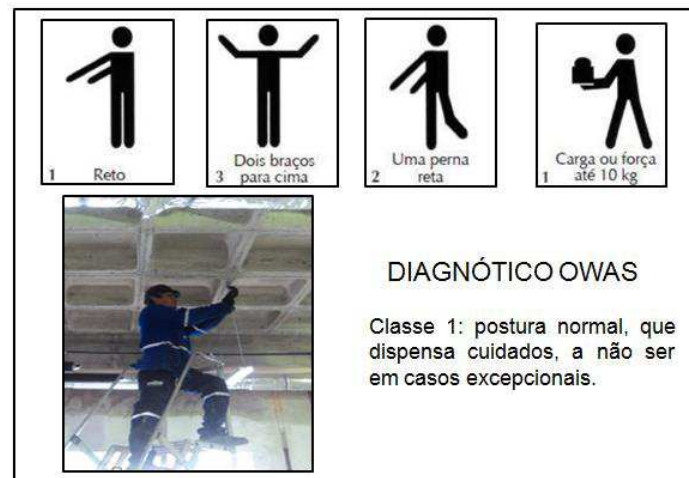 1 Reto
3 Dois braços
para cima
2 Uma perna
reta
1 Carga ou força
até 10 kg
DIAGNÓTICO OWAS
Classe 1: postura normal, que
dispensa cuidados, a não ser
em casos excepcionais.